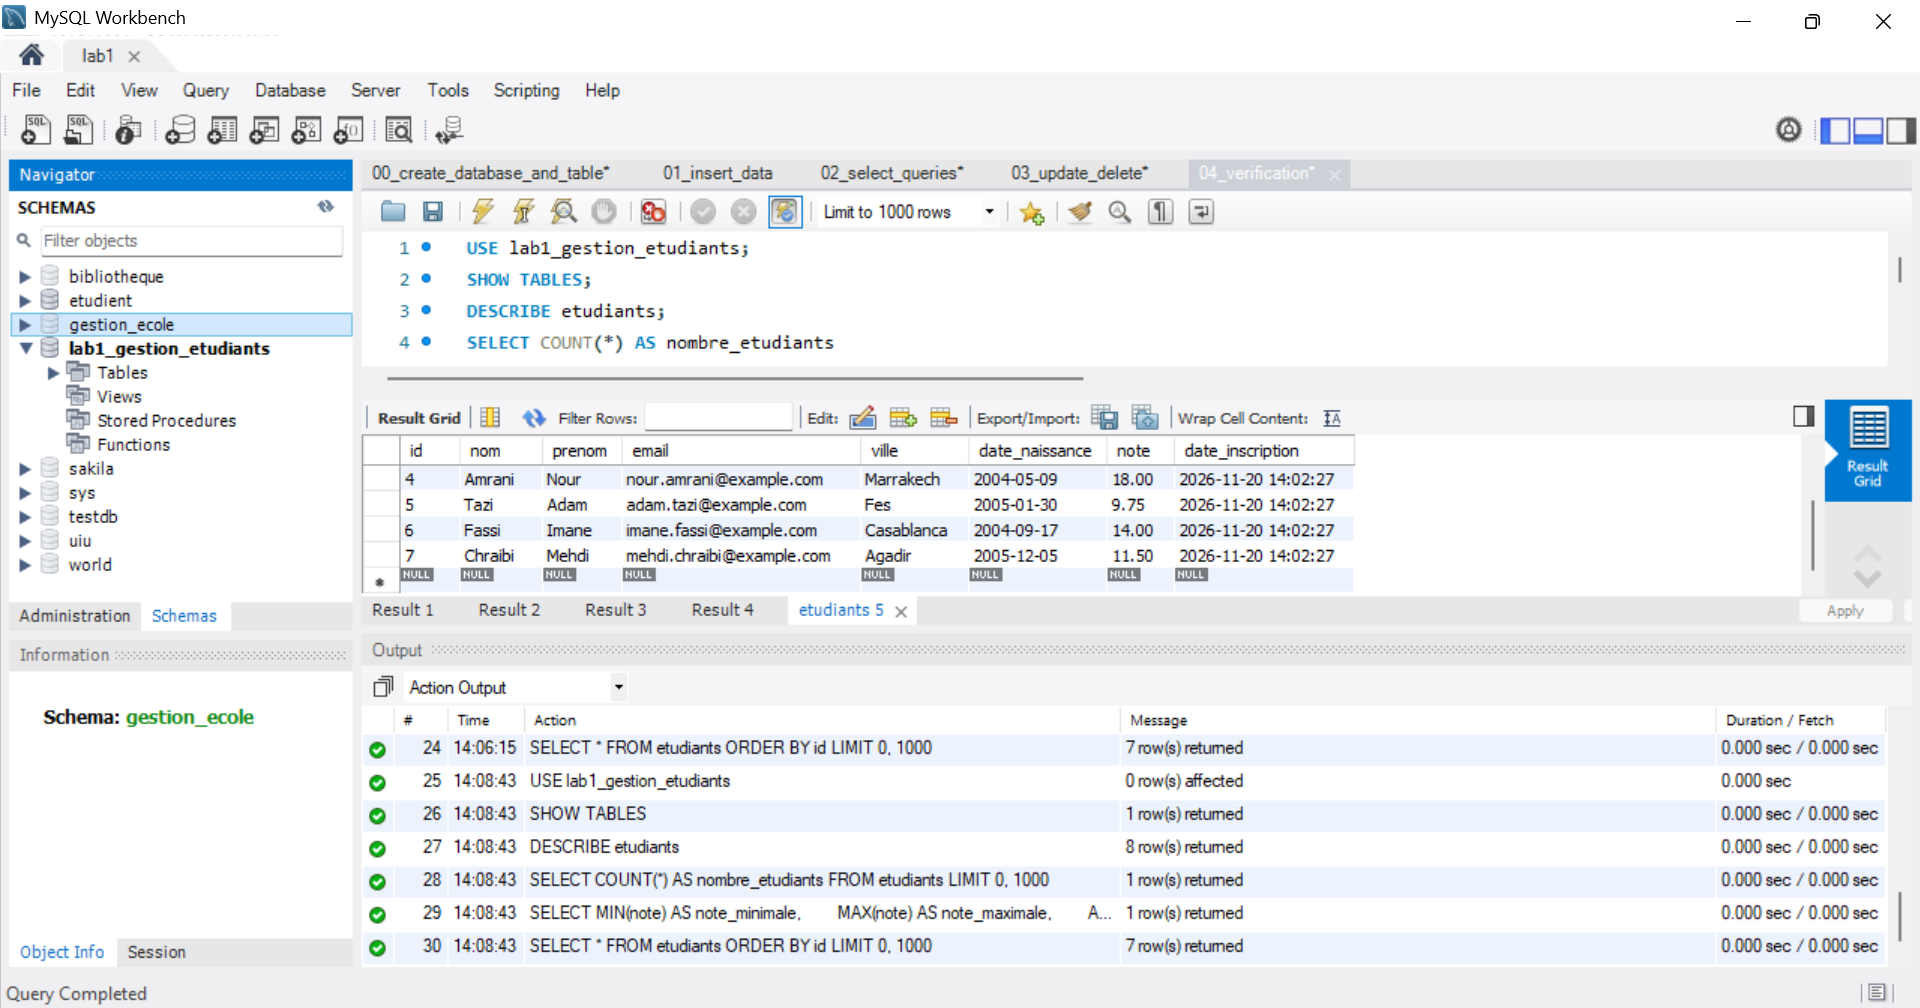 MySQL Workbench
lab1
File Edit View Query Database Server Tools Scripting Help
Navigator
SCHEMAS
Filter objects
bibliotheque
etudient
gestion_ecole
lab1_gestion_etudiants
Tables
Views
Stored Procedures
Functions
sakila
sys
testdb
uiu
world
Administration Schemas
Information
Schema: gestion_ecole
Object Info Session
00_create_database_and_table* 01_insert_data 02_select_queries* 03_update_delete* 04_verification*
Limit to 1000 rows
1 USE lab1_gestion_etudiants;
2 SHOW TABLES;
3 DESCRIBE etudiants;
4 SELECT COUNT(*) AS nombre_etudiants
Result Grid Filter Rows: Edit: Export/Import: Wrap Cell Content:
id nom prenom email ville date_naissance note date_inscription
4 Amrani Nour nour.amrani@example.com Marrakech 2004-05-09 18.00 2026-11-20 14:02:27
5 Tazi Adam adam.tazi@example.com Fes 2005-01-30 9.75 2026-11-20 14:02:27
6 Fassi Imane imane.fassi@example.com Casablanca 2004-09-17 14.00 2026-11-20 14:02:27
7 Chraibi Mehdi mehdi.chraibi@example.com Agadir 2005-12-05 11.50 2026-11-20 14:02:27
NULL NULL NULL NULL NULL NULL NULL NULL
Result Grid
Result 1 Result 2 Result 3 Result 4 etudiants 5 Apply
Output
Action Output
# Time Action Message Duration / Fetch
24 14:06:15 SELECT * FROM etudiants ORDER BY id LIMIT 0, 1000 7 row(s) returned 0.000 sec / 0.000 sec
25 14:08:43 USE lab1_gestion_etudiants 0 row(s) affected 0.000 sec
26 14:08:43 SHOW TABLES 1 row(s) returned 0.000 sec / 0.000 sec
27 14:08:43 DESCRIBE etudiants 8 row(s) returned 0.000 sec / 0.000 sec
28 14:08:43 SELECT COUNT(*) AS nombre_etudiants FROM etudiants LIMIT 0, 1000 1 row(s) returned 0.000 sec / 0.000 sec
29 14:08:43 SELECT MIN(note) AS note_minimale, MAX(note) AS note_maximale, A... 1 row(s) returned 0.000 sec / 0.000 sec
30 14:08:43 SELECT * FROM etudiants ORDER BY id LIMIT 0, 1000 7 row(s) returned 0.000 sec / 0.000 sec
Query Completed